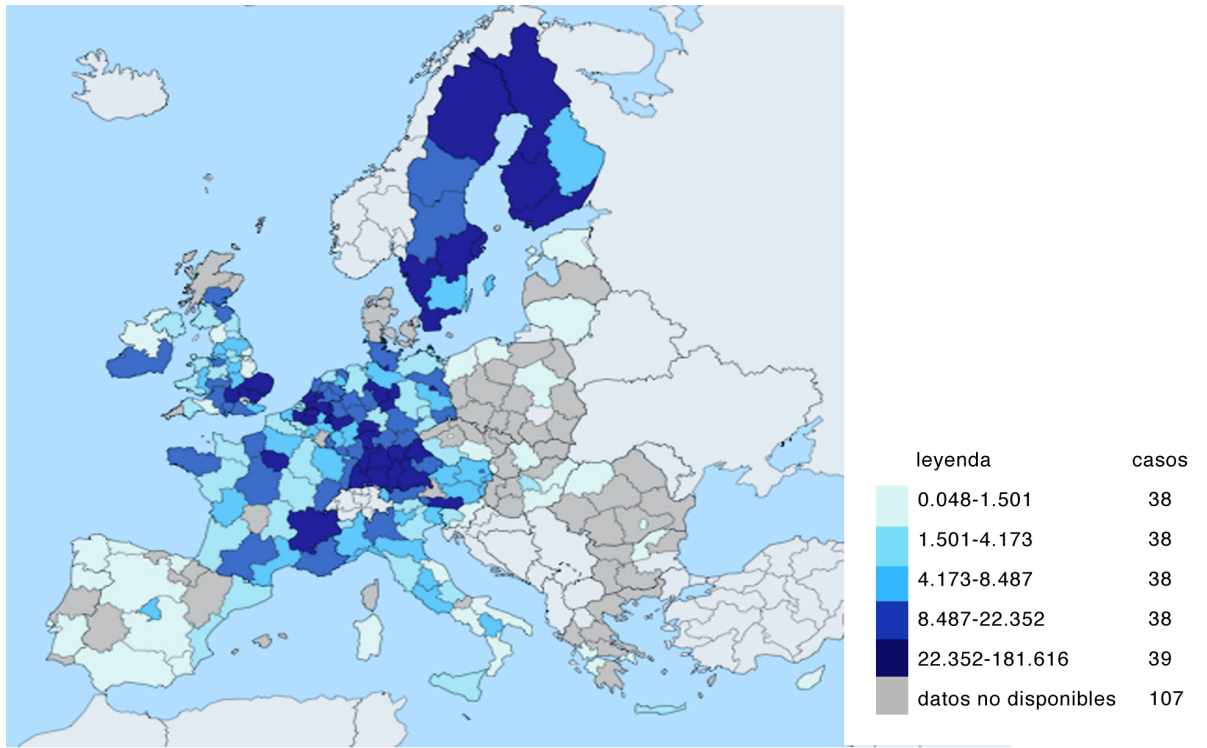 leyenda casos
0.048-1.501 38
1.501-4.173 38
4.173-8.487 38
8.487-22.352 38
22.352-181.616 39
datos no disponibles 107